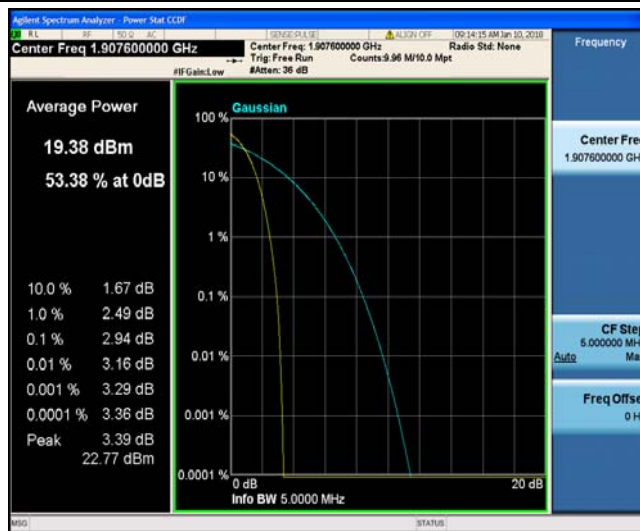 Agilent Spectrum Analyzer - Power Stat CCDF
RL RF 50 Ω AC SENSE:PULSE ALIGN OFF 09:14:15 AM Jan 10, 2018
Center Freq 1.907600000 GHz
Center Freq: 1.907600000 GHz Radio Std: None
Trig: Free Run Counts:9.96 M/10.0 Mpt
#IFGain:Low #Atten: 36 dB
Frequency
Average Power
19.38 dBm
53.38 % at 0dB
10.0 % 1.67 dB
1.0 % 2.49 dB
0.1 % 2.94 dB
0.01 % 3.16 dB
0.001 % 3.29 dB
0.0001 % 3.36 dB
Peak 3.39 dB
22.77 dBm
Gaussian
100 %
10 %
1 %
0.1 %
0.01 %
0.001 %
0.0001 %
0 dB 20 dB
Info BW 5.0000 MHz
Center Fre
1.907600000 GH
CF Ste
5.000000 MH
Auto Ma
Freq Offse
0 H
MSG STATUS